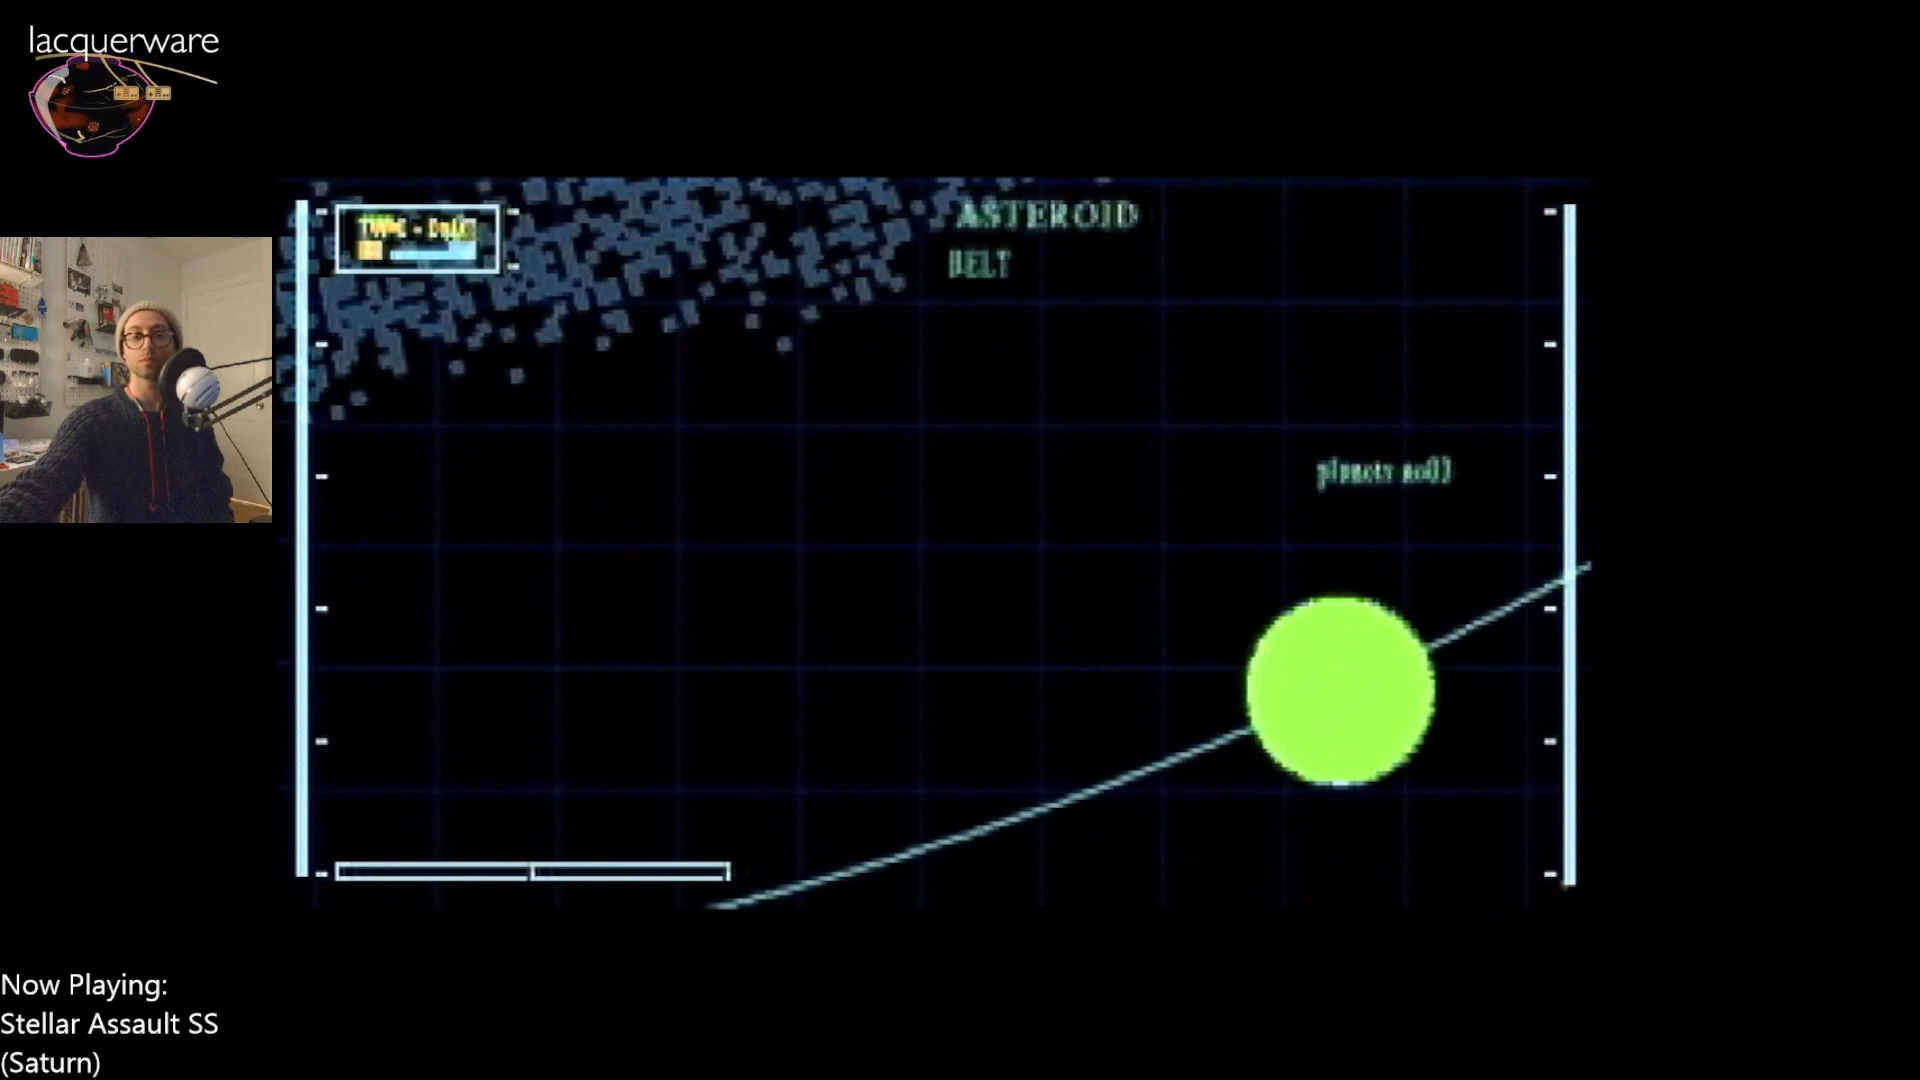 lacquerware
ASTEROID
BELT
Now Playing:
Stellar Assault SS
(Saturn)